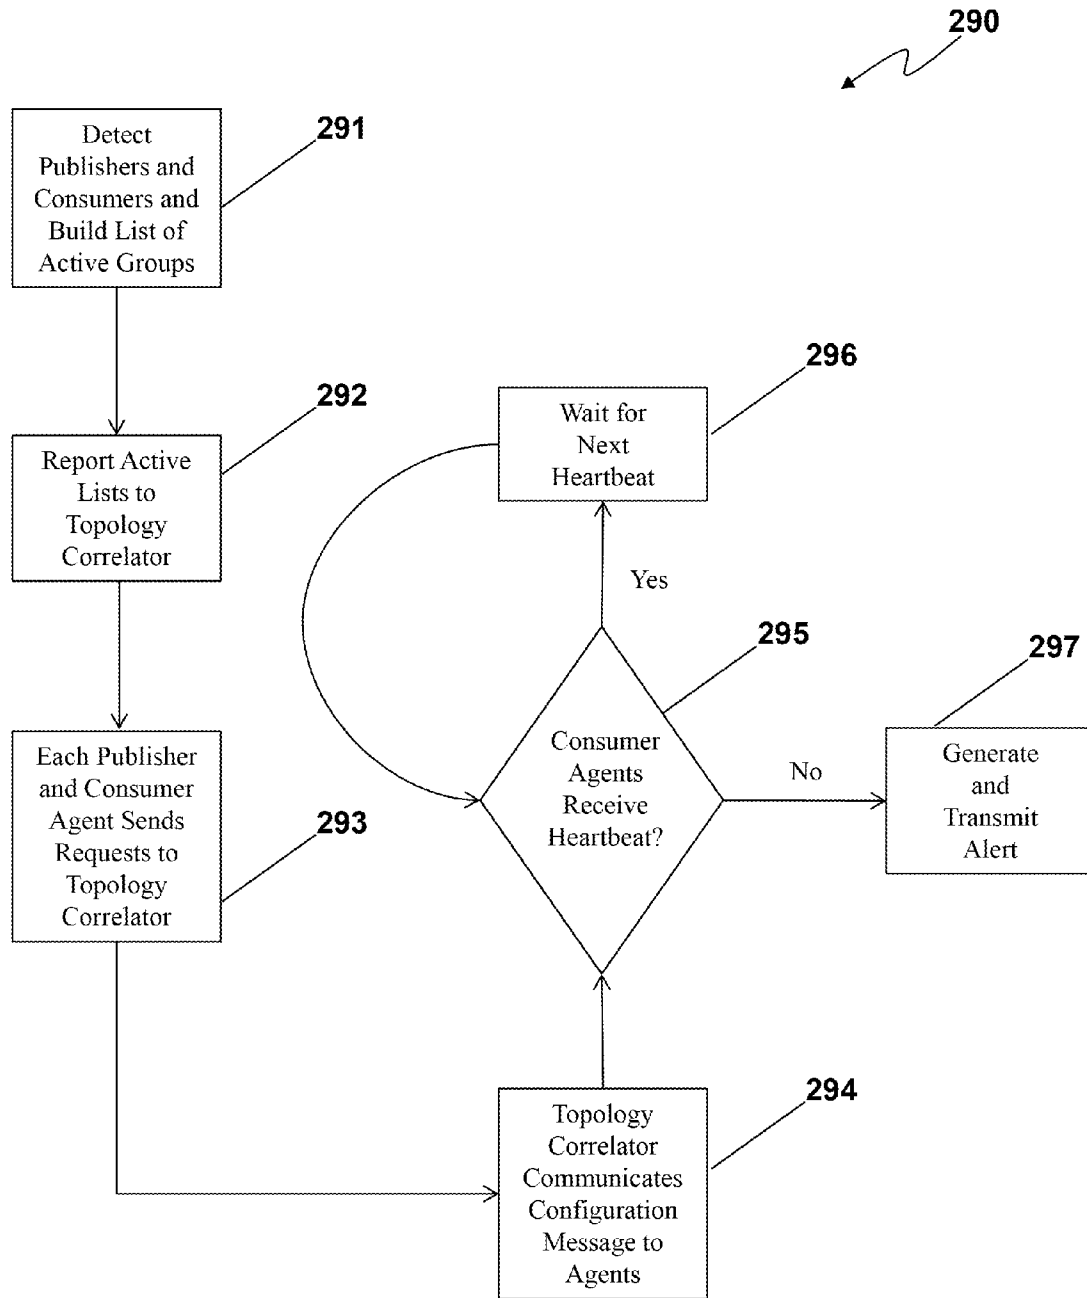 290
291
Detect
Publishers and
Consumers and
Build List of
Active Groups
292
Report Active
Lists to
Topology
Correlator
293
Each Publisher
and Consumer
Agent Sends
Requests to
Topology
Correlator
294
Topology
Correlator
Communicates
Configuration
Message to
Agents
295
Consumer
Agents
Receive
Heartbeat?
Yes
296
Wait for
Next
Heartbeat
No
297
Generate
and
Transmit
Alert